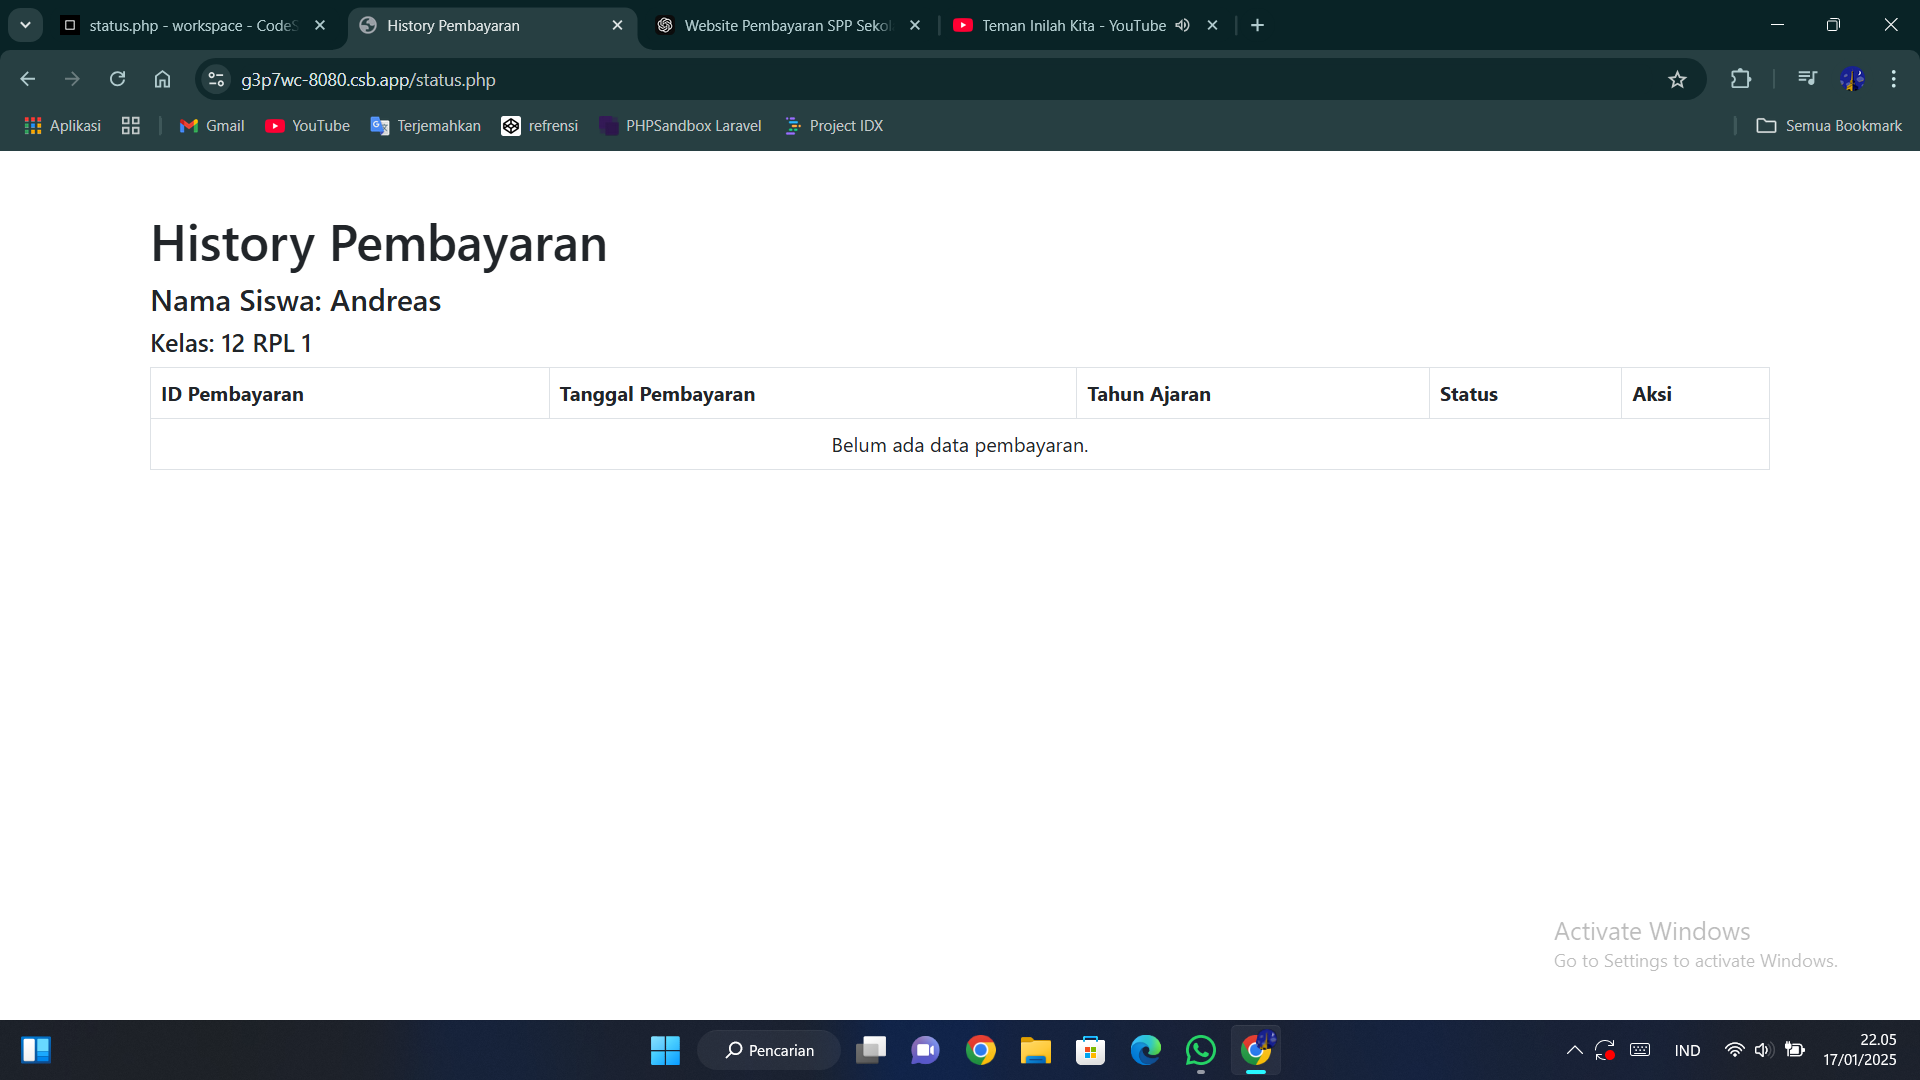 status.php - workspace - CodeS
History Pembayaran
Website Pembayaran SPP Sekol
Teman Inilah Kita - YouTube
g3p7wc-8080.csb.app/status.php
Aplikasi
Gmail
YouTube
Terjemahkan
refrensi
PHPSandbox Laravel
Project IDX
Semua Bookmark
History Pembayaran
Nama Siswa: Andreas
Kelas: 12 RPL 1
ID Pembayaran Tanggal Pembayaran Tahun Ajaran Status Aksi
Belum ada data pembayaran.
Activate Windows
Go to Settings to activate Windows.
Pencarian
IND
22.05
17/01/2025